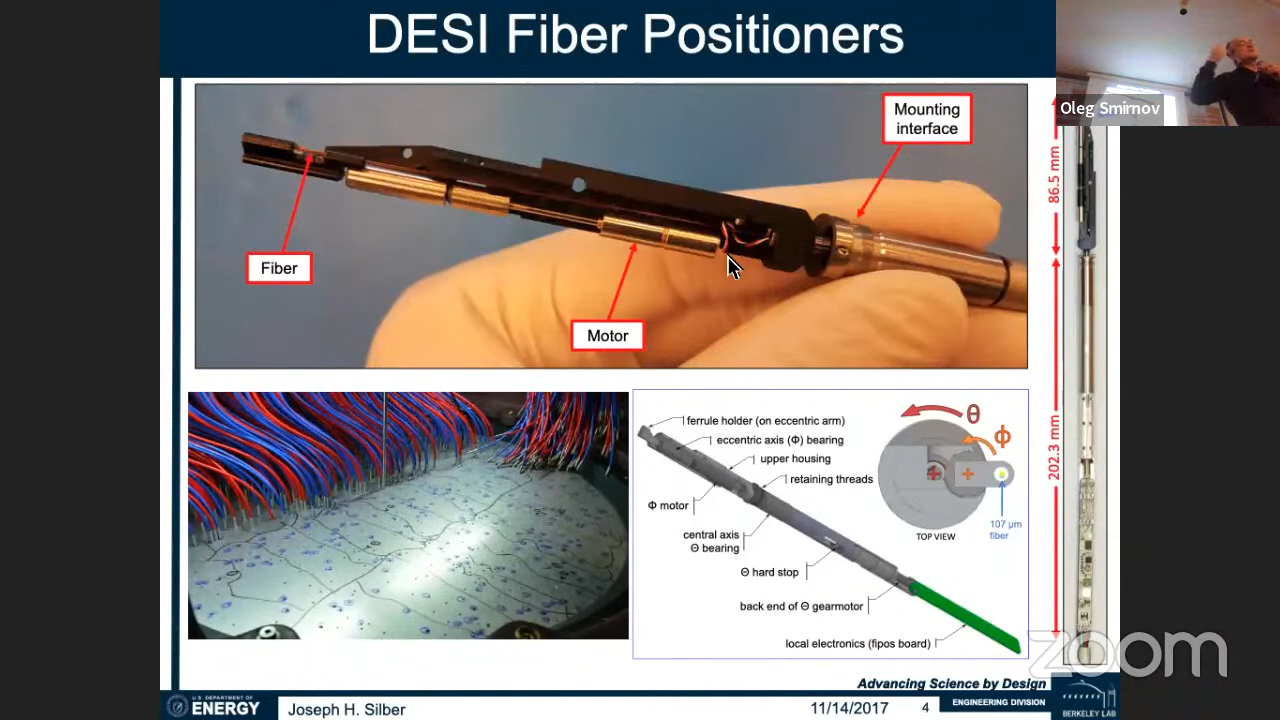 DESI Fiber Positioners
Oleg Smirnov
Mounting
interface
Fiber
Motor
86.5 mm
202.3 mm
ferrule holder (on eccentric arm)
eccentric axis (Φ) bearing
upper housing
retaining threads
Φ motor
central axis
Θ bearing
Θ hard stop
back end of Θ gearmotor
local electronics (fipos board)
θ
ϕ
107 µm
fiber
TOP VIEW
zoom
Advancing Science by Design
U.S. DEPARTMENT OF
ENERGY
Joseph H. Silber
11/14/2017
4
ENGINEERING DIVISION
BERKELEY LAB